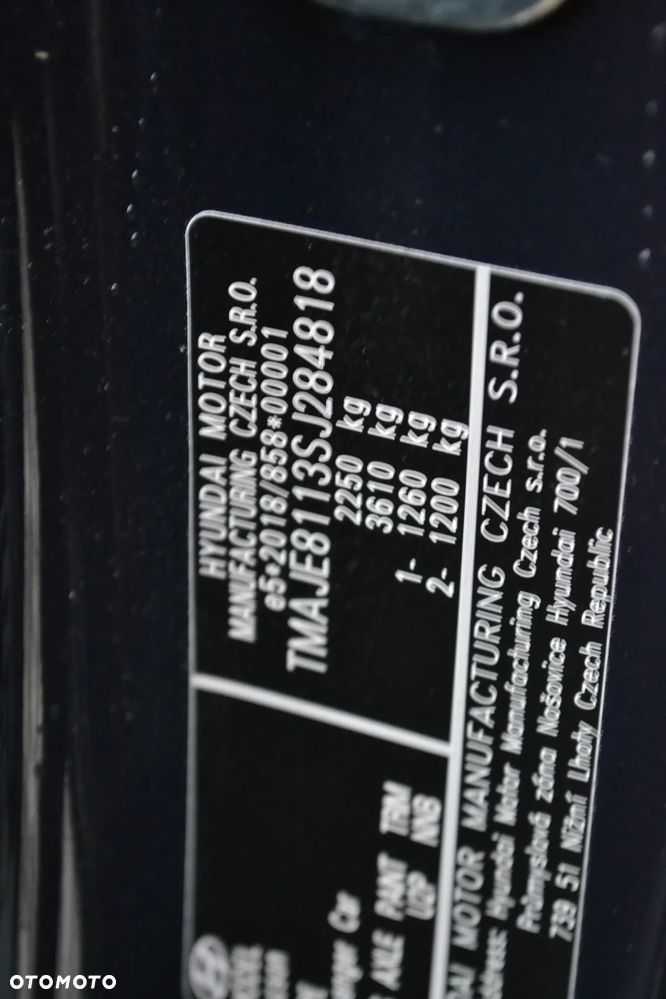 HYUNDAI MOTOR
MANUFACTURING CZECH S.R.O.
e5*2018/858*00001
TMAJE8113SJ284818
2250 kg
3610 kg
1- 1260 kg
2- 1200 kg
AXLE PAINT TRIM
UGP NNB
MOTOR MANUFACTURING CZECH S.R.O.
Hyundai Motor Manufacturing Czech s.r.o.
Průmyslová zóna Nošovice Hyundai 700/1
739 51 Nižní Lhoty Czech Republic
OTOMOTO